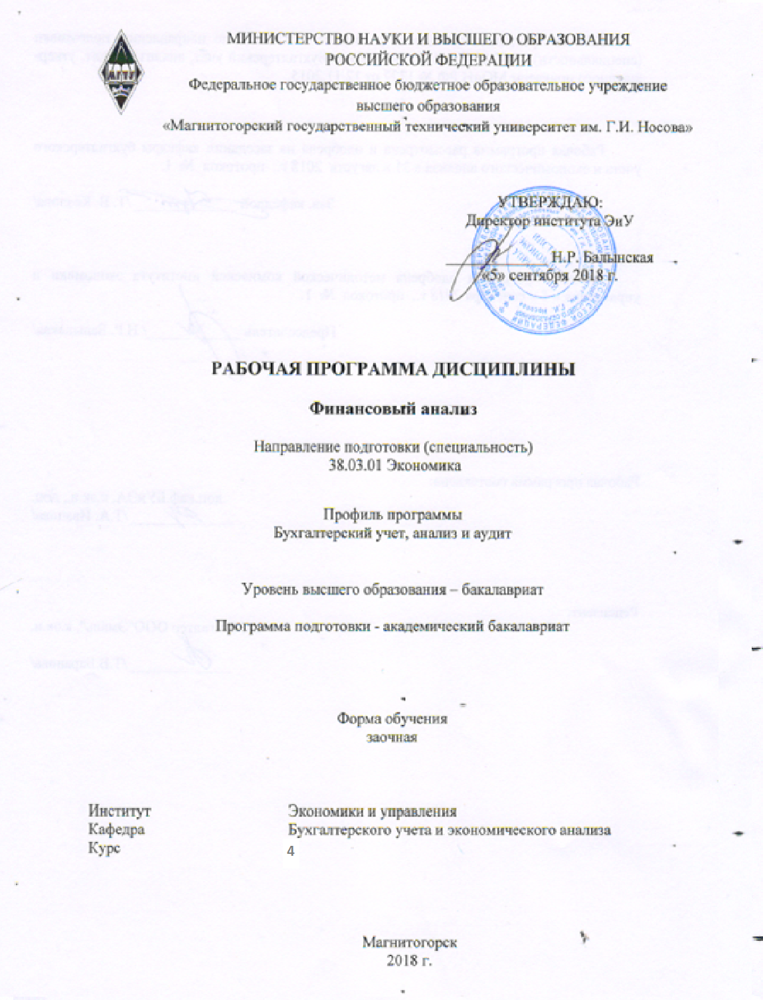 МИНИСТЕРСТВО НАУКИ И ВЫСШЕГО ОБРАЗОВАНИЯ
РОССИЙСКОЙ ФЕДЕРАЦИИ
Федеральное государственное бюджетное образовательное учреждение
высшего образования
«Магнитогорский государственный технический университет им. Г.И. Носова»
МГТУ
УТВЕРЖДАЮ:
Директор института ЭиУ
Н.Р. Балынская
«5» сентября 2018 г.
РАБОЧАЯ ПРОГРАММА ДИСЦИПЛИНЫ
Финансовый анализ
Направление подготовки (специальность)
38.03.01 Экономика
Профиль программы
Бухгалтерский учет, анализ и аудит
Уровень высшего образования – бакалавриат
Программа подготовки - академический бакалавриат
Форма обучения
заочная
Институт Экономики и управления
Кафедра Бухгалтерского учета и экономического анализа
Курс 4
Магнитогорск
2018 г.